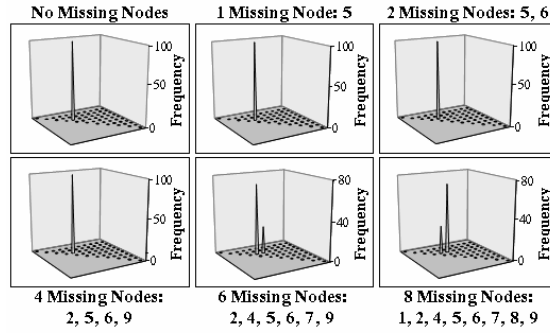 No Missing Nodes
1 Missing Node: 5
2 Missing Nodes: 5, 6
100
50
0
Frequency
100
50
0
Frequency
100
50
0
Frequency
100
50
0
Frequency
80
40
0
Frequency
80
40
0
Frequency
4 Missing Nodes:
2, 5, 6, 9
6 Missing Nodes:
2, 4, 5, 6, 7, 9
8 Missing Nodes:
1, 2, 4, 5, 6, 7, 8, 9